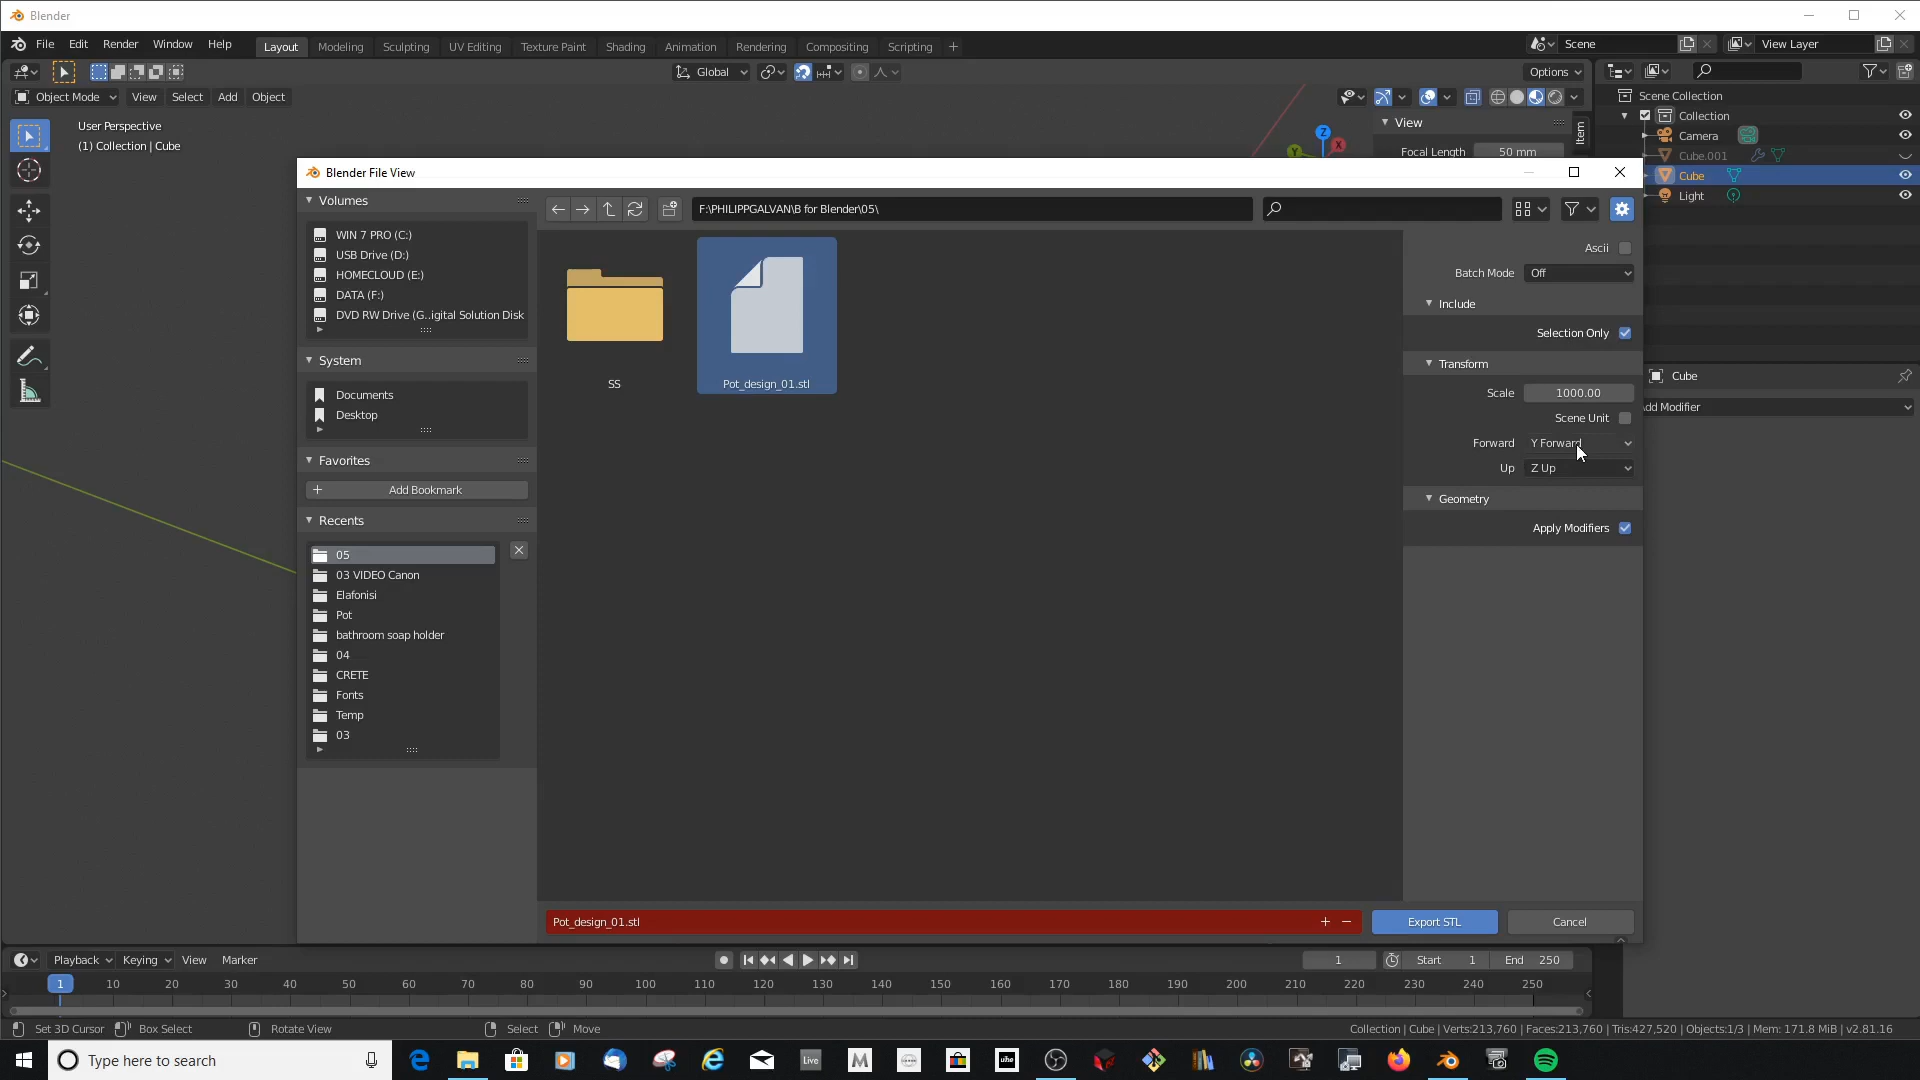 Blender
File Edit Render Window Help Layout Modeling Sculpting UV Editing Texture Paint Shading Animation Rendering Compositing Scripting + Scene View Layer
Global Options
Object Mode View Select Add Object
User Perspective
(1) Collection | Cube
Z
X
Y
View
Focal Length 50 mm
Item
Scene Collection
Collection
Camera
Cube.001
Cube
Light
Blender File View
Volumes
WIN 7 PRO (C:)
USB Drive (D:)
HOMECLOUD (E:)
DATA (F:)
DVD RW Drive (G..igital Solution Disk
System
Documents
Desktop
Favorites
Add Bookmark
Recents
05
03 VIDEO Canon
Elafonisi
Pot
bathroom soap holder
04
CRETE
Fonts
Temp
03
F:\PHILIPPGALVAN\B for Blender\05\
SS
Pot_design_01.stl
Ascii
Batch Mode Off
Include
Selection Only
Transform
Scale 1000.00
Scene Unit
Forward Y Forward
Up Z Up
Geometry
Apply Modifiers
Pot_design_01.stl
Export STL
Cancel
Cube
dd Modifier
Playback Keying View Marker 1 Start 1 End 250
1 10 20 30 40 50 60 70 80 90 100 110 120 130 140 150 160 170 180 190 200 210 220 230 240 250
Set 3D Cursor Box Select Rotate View Select Move Collection | Cube | Verts:213,760 | Faces:213,760 | Tris:427,520 | Objects:1/3 | Mem: 171.8 MiB | v2.81.16
Type here to search
Live
u-he